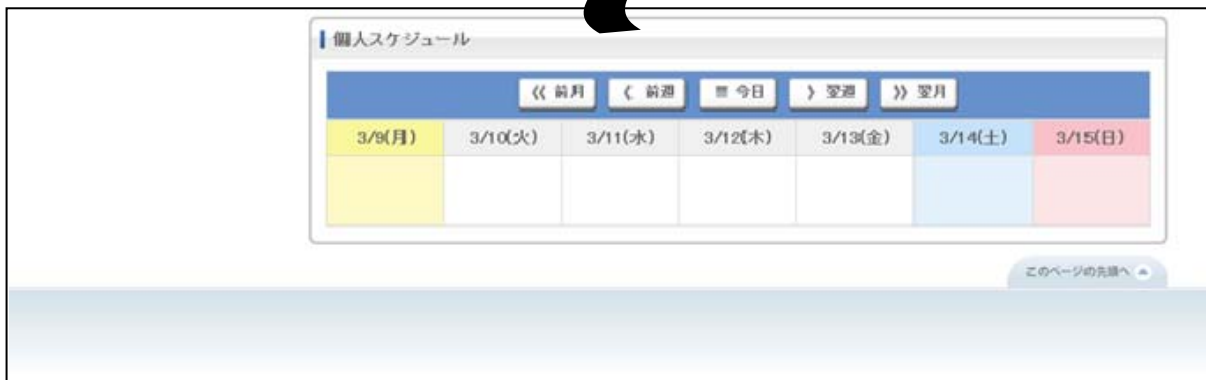 個人スケジュール
《 前月 〈 前週 今日 〉 翌週 》 翌月
3/9(月) 3/10(火) 3/11(水) 3/12(木) 3/13(金) 3/14(土) 3/15(日)
このページの先頭へ